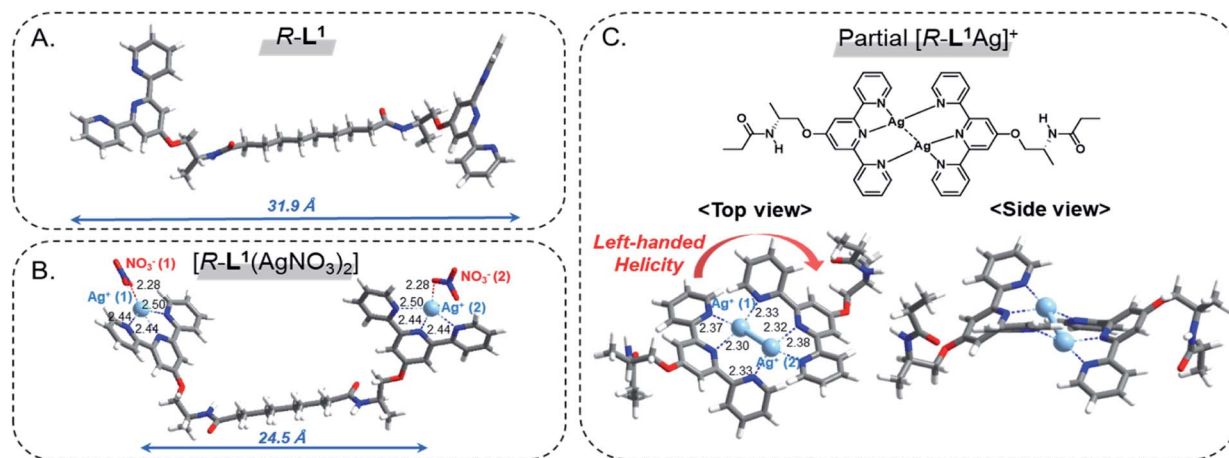 A.
R-L¹
31.9 Å
B.
[R-L¹(AgNO₃)₂]
NO₃⁻ (1)
2.28
Ag⁺ (1)
2.50
2.44
2.44
NO₃⁻ (2)
2.28
2.50
Ag⁺ (2)
2.44
2.44
24.5 Å
C.
Partial [R-L¹Ag]⁺
N
N
O
N
H
O
N
Ag
N
Ag
N
N
O
H
N
O
<Top view>
<Side view>
Left-handed
Helicity
Ag⁺ (1)
2.33
2.37
2.32
2.30
2.38
Ag⁺ (2)
2.33